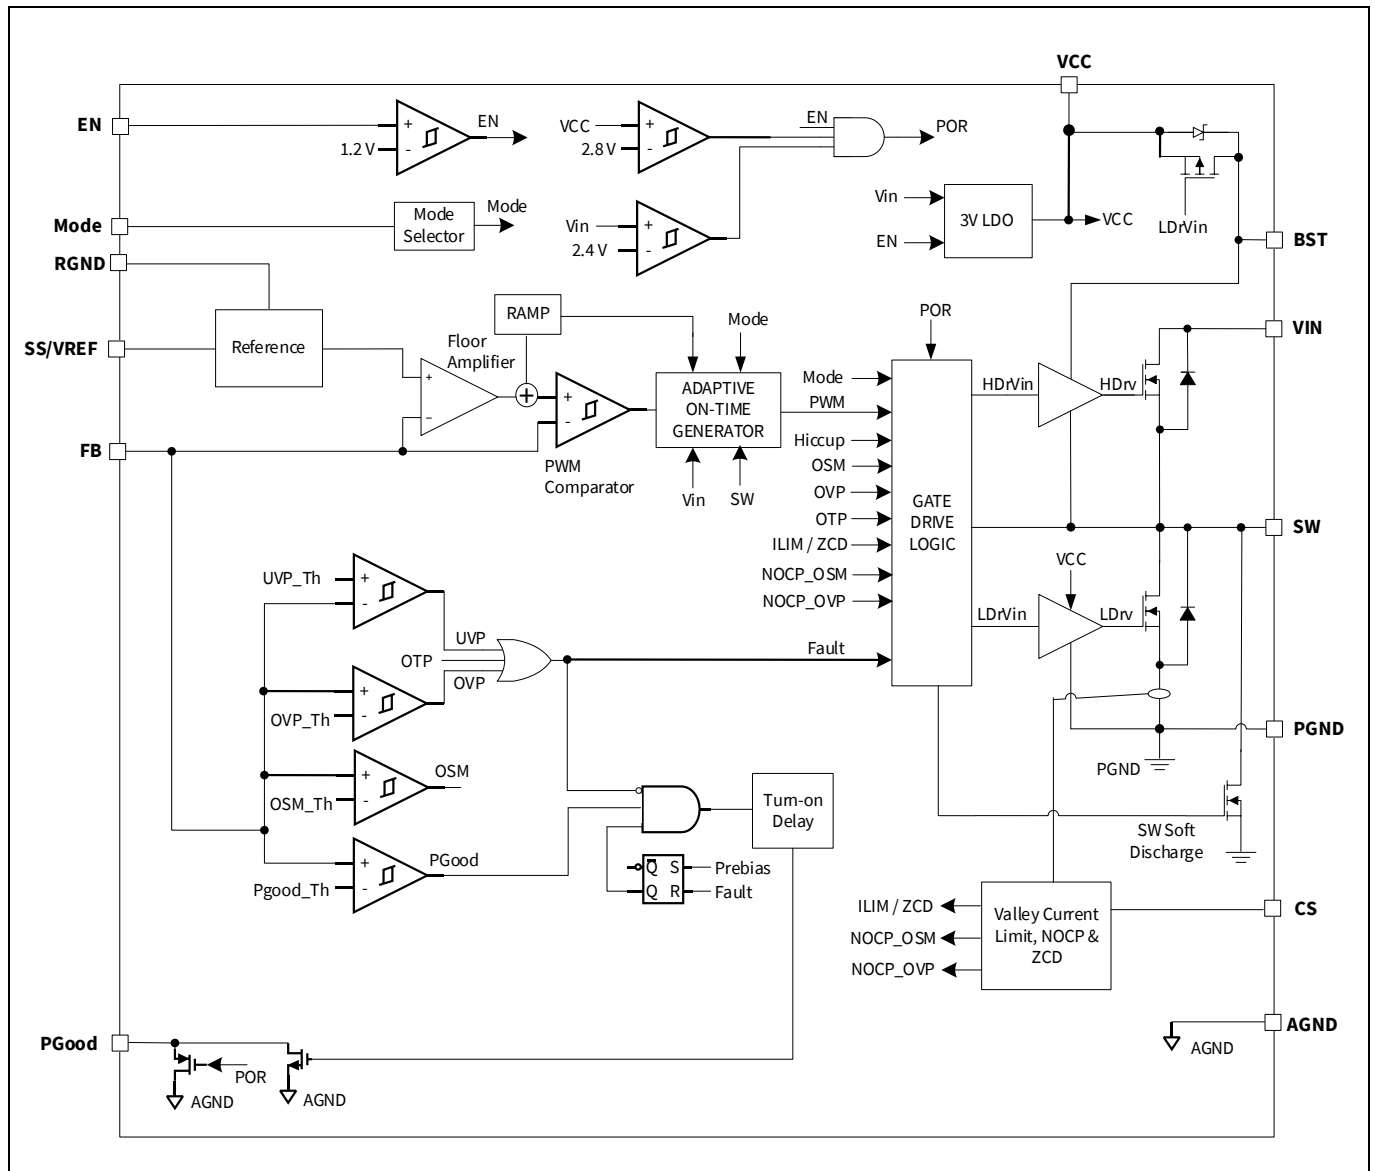 VCC
EN
+
-
1.2 V
EN
VCC
2.8 V
+
-
EN
POR
Mode
Mode
Selector
Mode
Vin
2.4 V
+
-
Vin
EN
3V LDO
VCC
LDrVin
BST
RGND
SS/VREF
Reference
Floor
Amplifier
+
-
RAMP
+
+
-
PWM
Comparator
Mode
ADAPTIVE
ON-TIME
GENERATOR
Vin
SW
FB
POR
Mode
PWM
Hiccup
OSM
OVP
OTP
ILIM / ZCD
NOCP_OSM
NOCP_OVP
Fault
GATE
DRIVE
LOGIC
HDrVin
HDrv
VIN
SW
VCC
LDrVin
LDrv
PGND
PGND
SW Soft
Discharge
UVP_Th
+
-
UVP
OTP
OVP
+
-
OVP_Th
+
-
OSM_Th
OSM
+
-
Pgood_Th
PGood
Turn-on
Delay
Q S
Q R
Prebias
Fault
ILIM / ZCD
NOCP_OSM
NOCP_OVP
Valley Current
Limit, NOCP &
ZCD
CS
AGND
AGND
PGood
POR
AGND
AGND